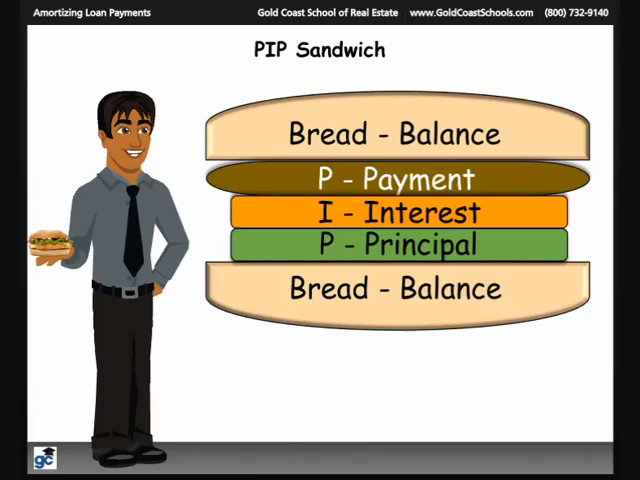 Amortizing Loan Payments
Gold Coast School of Real Estate www.GoldCoastSchools.com (800) 732-9140
PIP Sandwich
Bread - Balance
P - Payment
I - Interest
P - Principal
Bread - Balance
gc